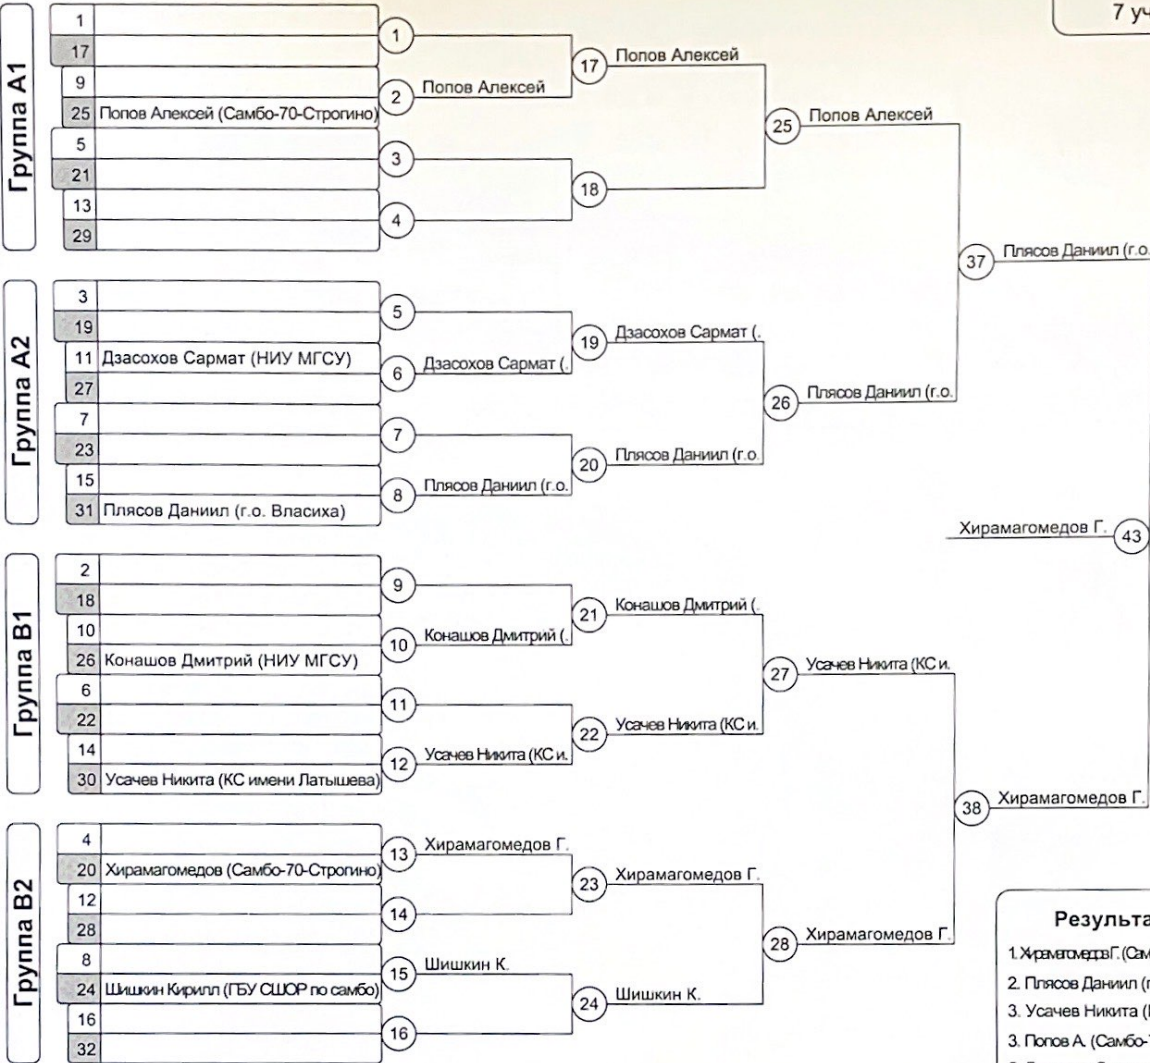 7 уч
Группа A1
1
17
9
25 Попов Алексей (Самбо-70-Строгино)
5
21
13
29
1
2 Попов Алексей
3
4
17 Попов Алексей
18
25 Попов Алексей
Группа A2
3
19
11 Дзасохов Сармат (НИУ МГСУ)
27
7
23
15
31 Плясов Даниил (г.о. Власиха)
5
6 Дзасохов Сармат (.
7
8 Плясов Даниил (г.о.
19 Дзасохов Сармат (.
20 Плясов Даниил (г.о.
26 Плясов Даниил (г.о.
37 Плясов Даниил (г.о.
Группа B1
2
18
10
26 Конашов Дмитрий (НИУ МГСУ)
6
22
14
30 Усачев Никита (КС имени Латышева)
9
10 Конашов Дмитрий (.
11
12 Усачев Никита (КС и.
21 Конашов Дмитрий (.
22 Усачев Никита (КС и.
27 Усачев Никита (КС и.
Группа B2
4
20 Хирамагомедов (Самбо-70-Строгино)
12
28
8
24 Шишкин Кирилл (ГБУ СШОР по самбо)
16
32
13 Хирамагомедов Г.
14
15 Шишкин К.
16
23 Хирамагомедов Г.
24 Шишкин К.
28 Хирамагомедов Г.
38 Хирамагомедов Г.
Хирамагомедов Г. 43
Результа
1. Хирамагомедов Г. (Сам
2. Плясов Даниил (г
3. Усачев Никита (
3. Попов А. (Самбо-